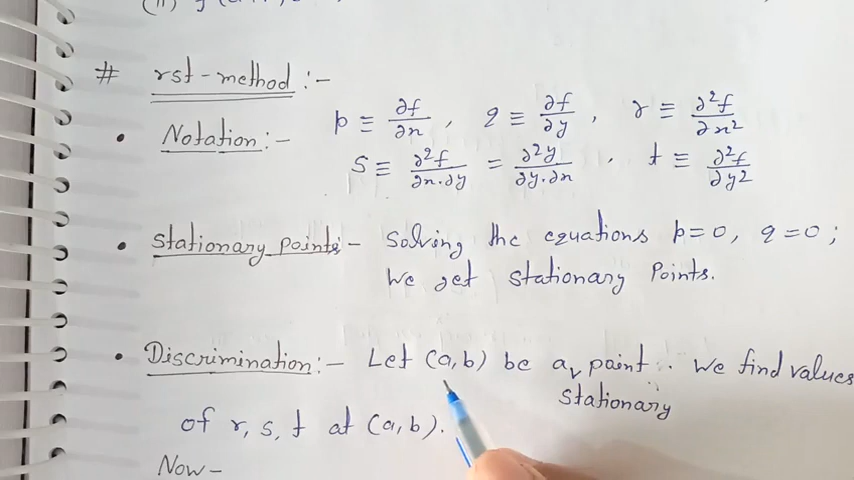 # rst-method :-
• Notation :- p ≡ ∂f/∂x , q ≡ ∂f/∂y , r ≡ ∂²f/∂x²
s ≡ ∂²f/∂x·∂y = ∂²y/∂y·∂x , t ≡ ∂²f/∂y²
• Stationary points :- Solving the equations p=0, q=0;
We get stationary points.
• Discrimination :- Let (a,b) be a point. We find values
stationary
of r, s, t at (a,b).
Now-